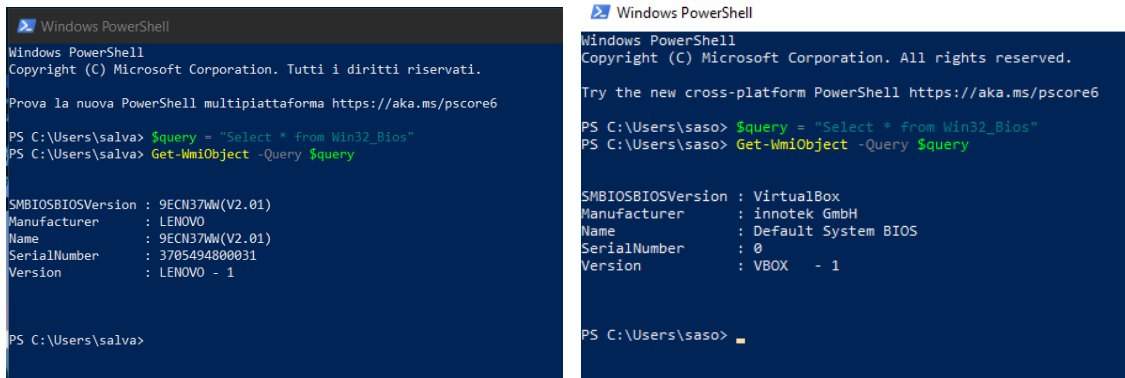 Windows PowerShell
Windows PowerShell
Copyright (C) Microsoft Corporation. Tutti i diritti riservati.
Prova la nuova PowerShell multipiattaforma https://aka.ms/pscore6
PS C:\Users\salva> $query = "Select * from Win32_Bios"
PS C:\Users\salva> Get-WmiObject -Query $query
SMBIOSBIOSVersion : 9ECN37WW(V2.01)
Manufacturer      : LENOVO
Name              : 9ECN37WW(V2.01)
SerialNumber      : 3705494800031
Version           : LENOVO - 1
PS C:\Users\salva>
Windows PowerShell
Windows PowerShell
Copyright (C) Microsoft Corporation. All rights reserved.
Try the new cross-platform PowerShell https://aka.ms/pscore6
PS C:\Users\saso> $query = "Select * from Win32_Bios"
PS C:\Users\saso> Get-WmiObject -Query $query
SMBIOSBIOSVersion : VirtualBox
Manufacturer      : innotek GmbH
Name              : Default System BIOS
SerialNumber      : 0
Version           : VBOX   - 1
PS C:\Users\saso>